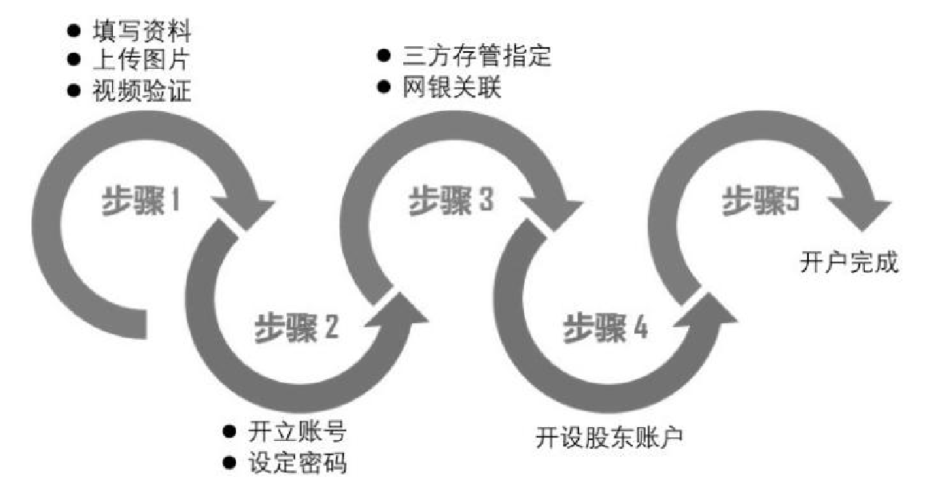 填写资料
上传图片
视频验证
步骤1
步骤2
开立账号
设定密码
三方存管指定
网银关联
步骤3
步骤4
开设股东账户
步骤5
开户完成